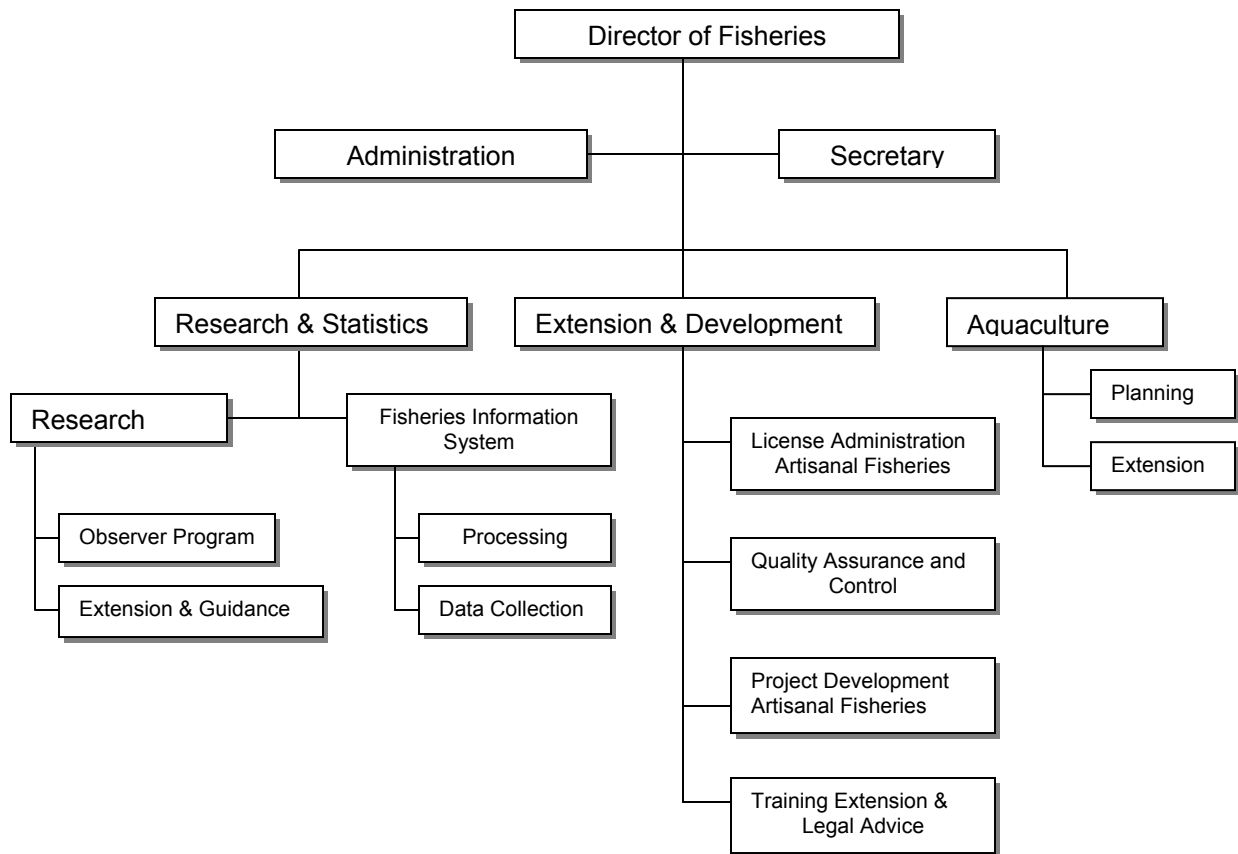 Director of Fisheries
Administration
Secretary
Research & Statistics
Extension & Development
Aquaculture
Research
Fisheries Information
System
Planning
License Administration
Artisanal Fisheries
Extension
Observer Program
Processing
Quality Assurance and
Control
Extension & Guidance
Data Collection
Project Development
Artisanal Fisheries
Training Extension &
Legal Advice